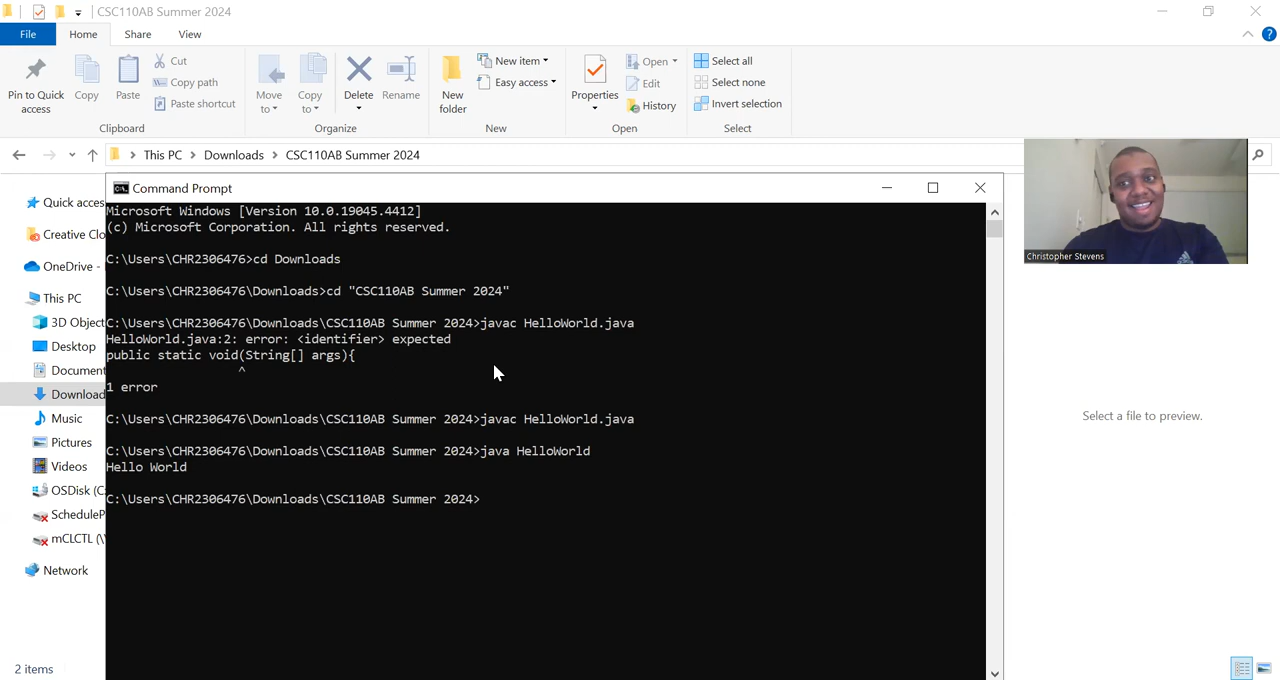 CSC110AB Summer 2024
File Home Share View
Pin to Quick access
Copy
Paste
Cut
Copy path
Paste shortcut
Clipboard
Move to
Copy to
Delete
Rename
Organize
New folder
New item
Easy access
New
Properties
Open
Edit
History
Open
Select all
Select none
Invert selection
Select
This PC > Downloads > CSC110AB Summer 2024
Quick acces
Creative Clo
OneDrive -
This PC
3D Object
Desktop
Document
Download
Music
Pictures
Videos
OSDisk (C
ScheduleP
mCLCTL (\\
Network
2 items
C:\.
Command Prompt
Microsoft Windows [Version 10.0.19045.4412]
(c) Microsoft Corporation. All rights reserved.
C:\Users\CHR2306476>cd Downloads
C:\Users\CHR2306476\Downloads>cd "CSC110AB Summer 2024"
C:\Users\CHR2306476\Downloads\CSC110AB Summer 2024>javac HelloWorld.java
HelloWorld.java:2: error: <identifier> expected
public static void(String[] args){
^
1 error
C:\Users\CHR2306476\Downloads\CSC110AB Summer 2024>javac HelloWorld.java
C:\Users\CHR2306476\Downloads\CSC110AB Summer 2024>java HelloWorld
Hello World
C:\Users\CHR2306476\Downloads\CSC110AB Summer 2024>
Christopher Stevens
Select a file to preview.